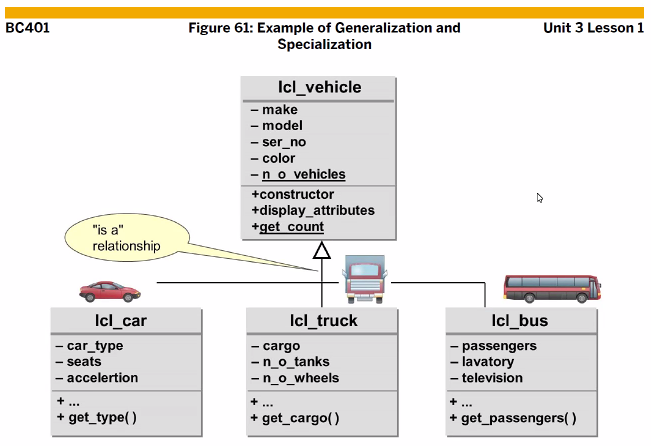 BC401
Figure 61: Example of Generalization and
Specialization
Unit 3 Lesson 1
lcl_vehicle
– make
– model
– ser_no
– color
– n_o_vehicles
+constructor
+display_attributes
+get_count
"is a"
relationship
lcl_car
– car_type
– seats
– accelertion
+ ...
+ get_type( )
lcl_truck
– cargo
– n_o_tanks
– n_o_wheels
+ ...
+ get_cargo( )
lcl_bus
– passengers
– lavatory
– television
+ ...
+ get_passengers( )